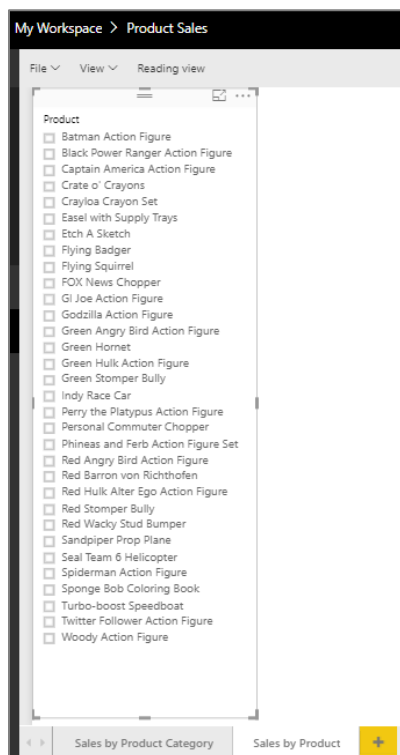 My Workspace > Product Sales
File View Reading view
Product
Batman Action Figure
Black Power Ranger Action Figure
Captain America Action Figure
Crate o' Crayons
Crayloa Crayon Set
Easel with Supply Trays
Etch A Sketch
Flying Badger
Flying Squirrel
FOX News Chopper
GI Joe Action Figure
Godzilla Action Figure
Green Angry Bird Action Figure
Green Hornet
Green Hulk Action Figure
Green Stomper Bully
Indy Race Car
Perry the Platypus Action Figure
Personal Commuter Chopper
Phineas and Ferb Action Figure Set
Red Angry Bird Action Figure
Red Barron von Richthofen
Red Hulk Alter Ego Action Figure
Red Stomper Bully
Red Wacky Stud Bumper
Sandpiper Prop Plane
Seal Team 6 Helicopter
Spiderman Action Figure
Sponge Bob Coloring Book
Turbo-boost Speedboat
Twitter Follower Action Figure
Woody Action Figure
Sales by Product Category Sales by Product +